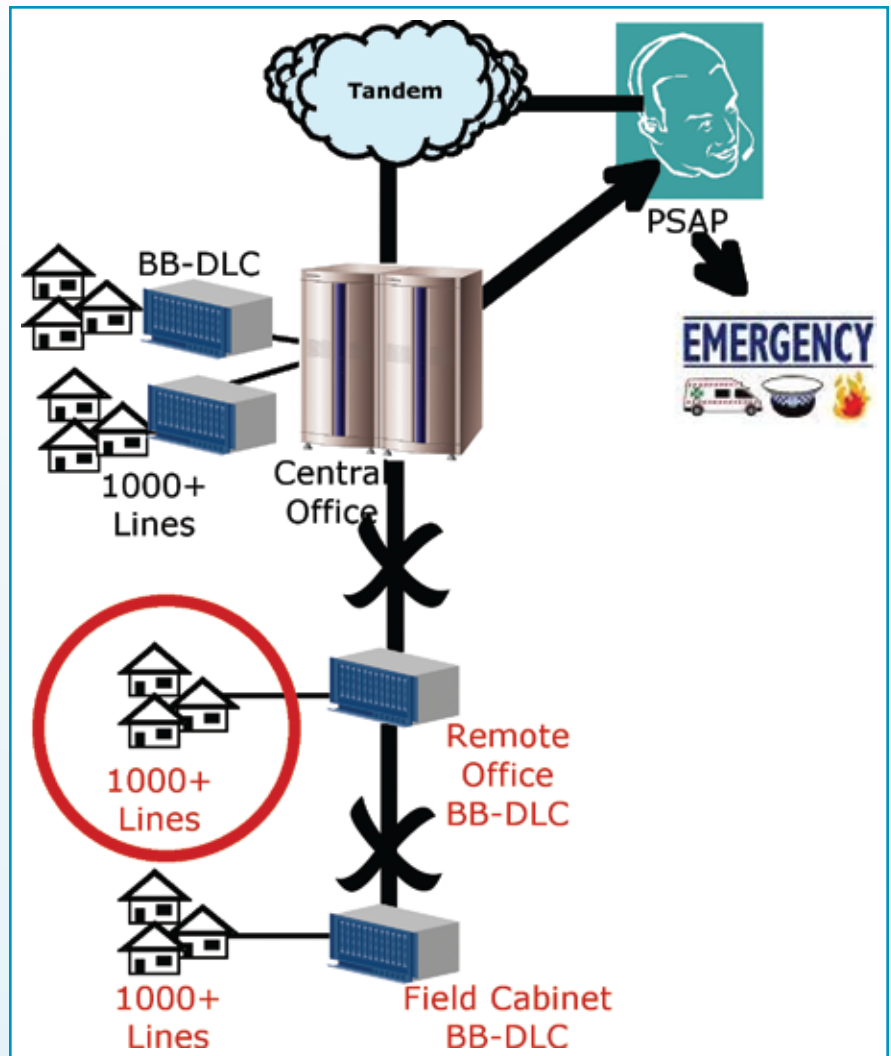 Tandem
PSAP
BB-DLC
EMERGENCY
1000+
Lines
Central
Office
1000+
Lines
Remote
Office
BB-DLC
1000+
Lines
Field Cabinet
BB-DLC